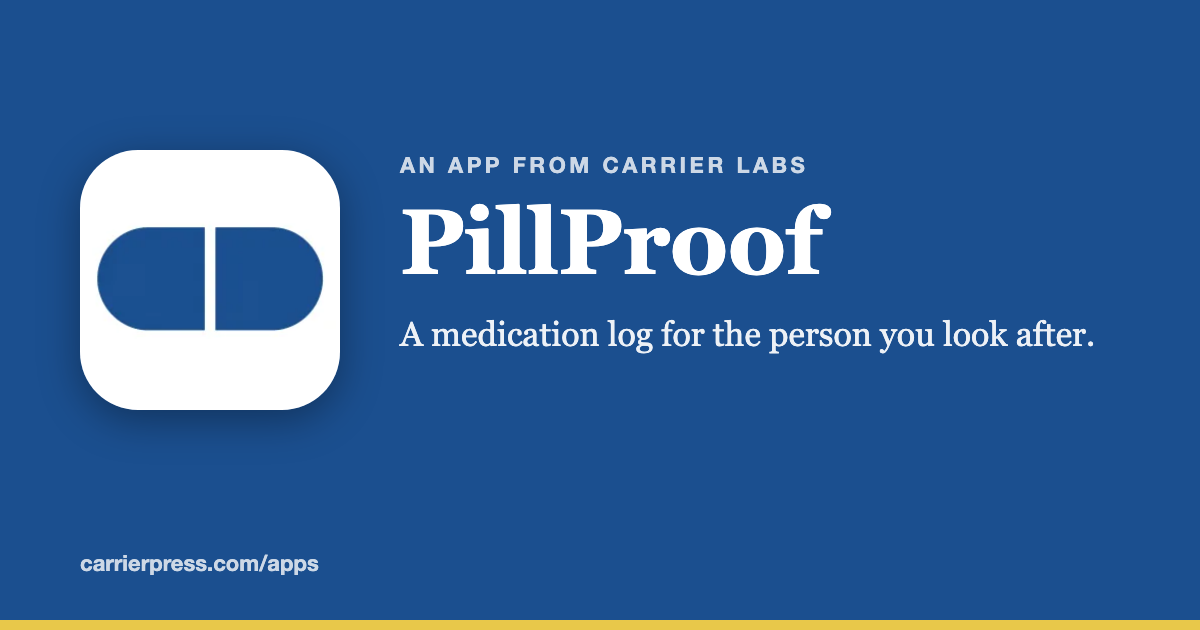 AN APP FROM CARRIER LABS
PillProof
A medication log for the person you look after.
carrierpress.com/apps